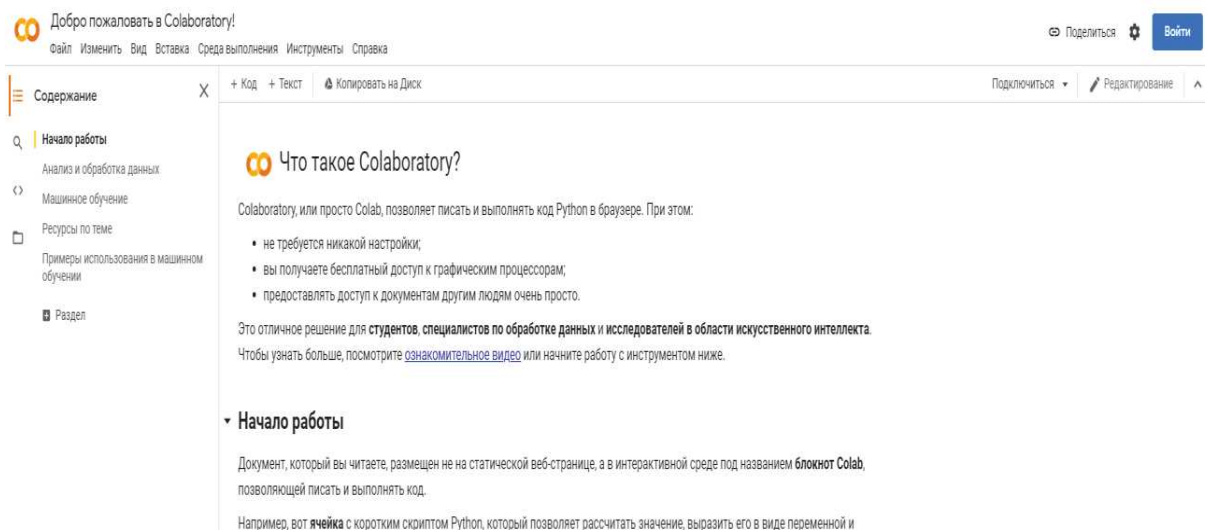 Добро пожаловать в Colaboratory!
Файл Изменить Вид Вставка Среда выполнения Инструменты Справка
Поделиться
Войти
Содержание
+ Код + Текст Копировать на Диск
Подключиться
Редактирование
Начало работы
Анализ и обработка данных
Машинное обучение
Ресурсы по теме
Примеры использования в машинном
обучении
Раздел
Что такое Colaboratory?
Colaboratory, или просто Colab, позволяет писать и выполнять код Python в браузере. При этом:
• не требуется никакой настройки;
• вы получаете бесплатный доступ к графическим процессорам;
• предоставлять доступ к документам другим людям очень просто.
Это отличное решение для студентов, специалистов по обработке данных и исследователей в области искусственного интеллекта.
Чтобы узнать больше, посмотрите ознакомительное видео или начните работу с инструментом ниже.
Начало работы
Документ, который вы читаете, размещен не на статической веб-странице, а в интерактивной среде под названием блокнот Colab,
позволяющей писать и выполнять код.
Например, вот ячейка с коротким скриптом Python, который позволяет рассчитать значение, выразить его в виде переменной и